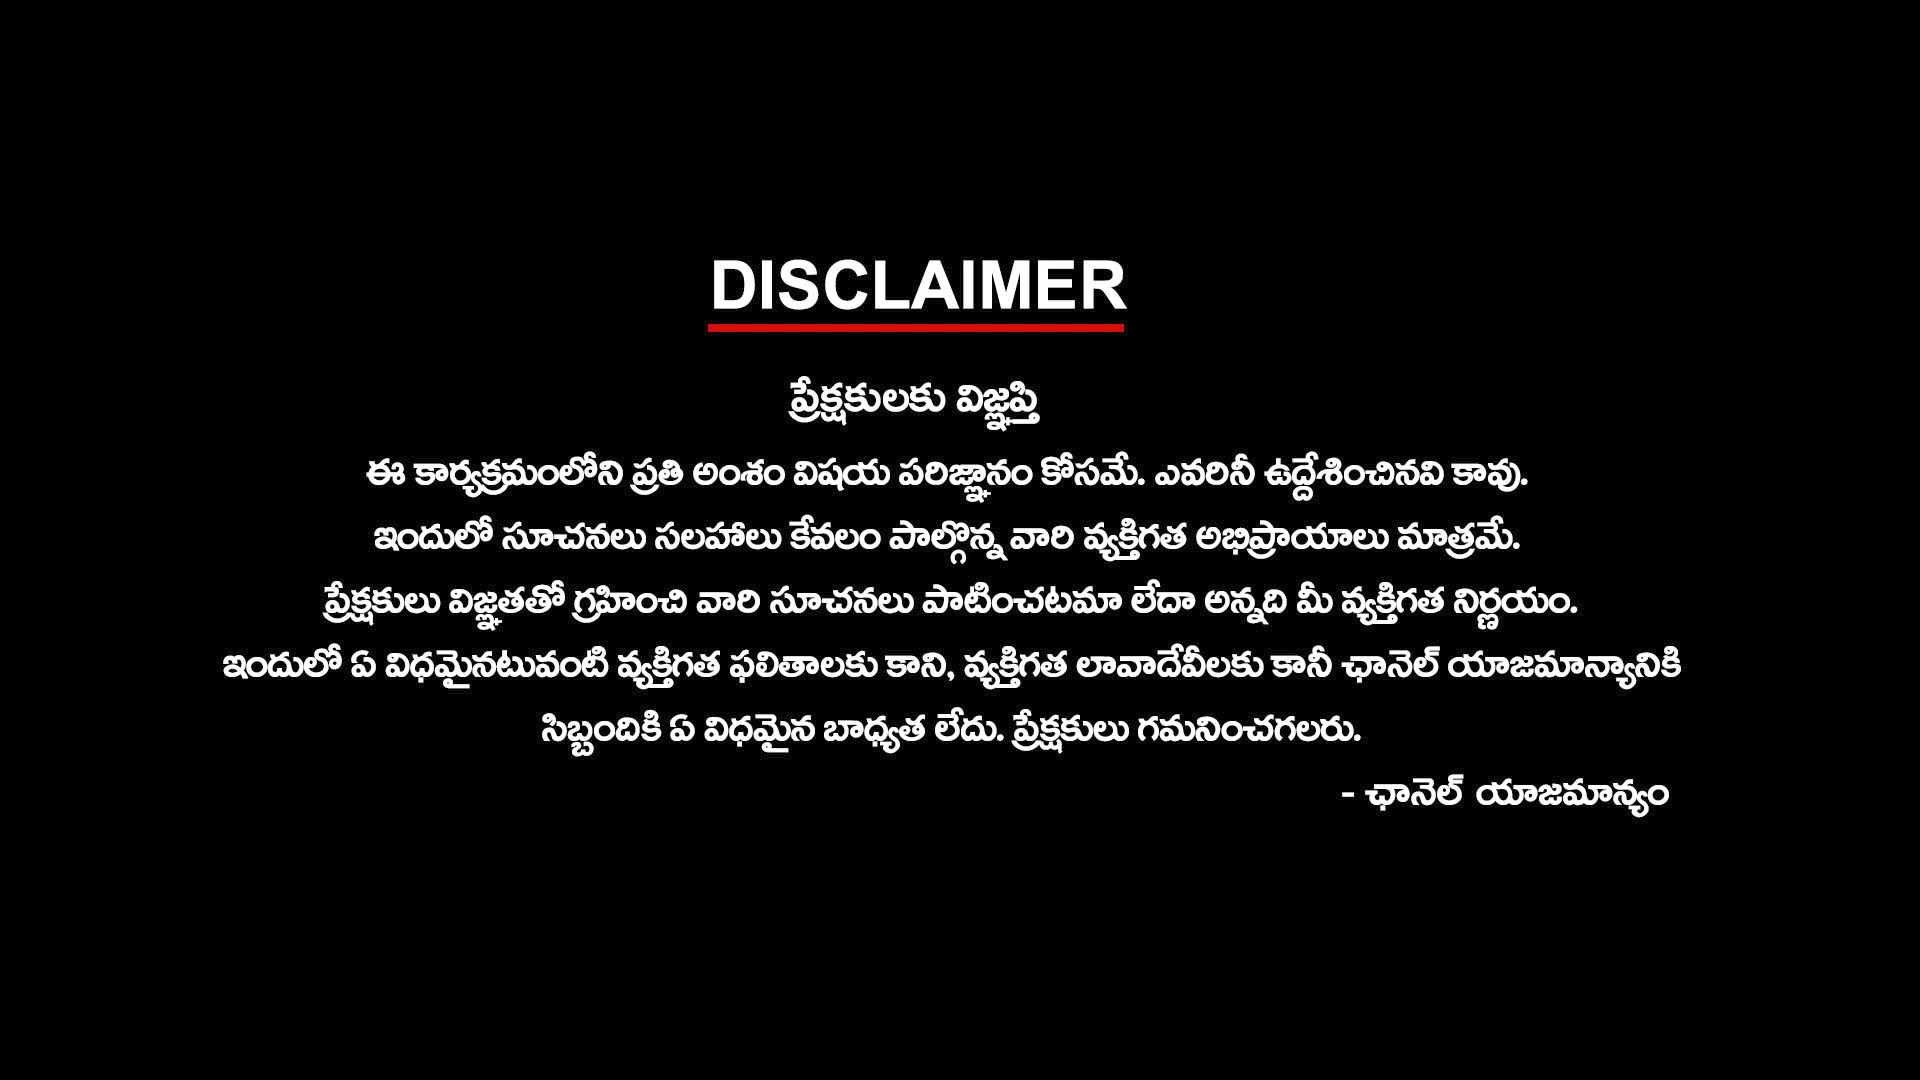 DISCLAIMER
ప్రేక్షకులకు విజ్ఞప్తి
ఈ కార్యక్రమంలోని ప్రతి అంశం విషయ పరిజ్ఞానం కోసమే. ఎవరినీ ఉద్దేశించినవి కావు.
ఇందులో సూచనలు సలహాలు కేవలం పాల్గొన్న వారి వ్యక్తిగత అభిప్రాయాలు మాత్రమే.
ప్రేక్షకులు విజ్ఞతతో గ్రహించి వారి సూచనలు పాటించటమా లేదా అన్నది మీ వ్యక్తిగత నిర్ణయం.
ఇందులో ఏ విధమైనటువంటి వ్యక్తిగత ఫలితాలకు కాని, వ్యక్తిగత లావాదేవీలకు కానీ ఛానెల్ యాజమాన్యానికి
సిబ్బందికి ఏ విధమైన బాధ్యత లేదు. ప్రేక్షకులు గమనించగలరు.
- ఛానెల్ యాజమాన్యం